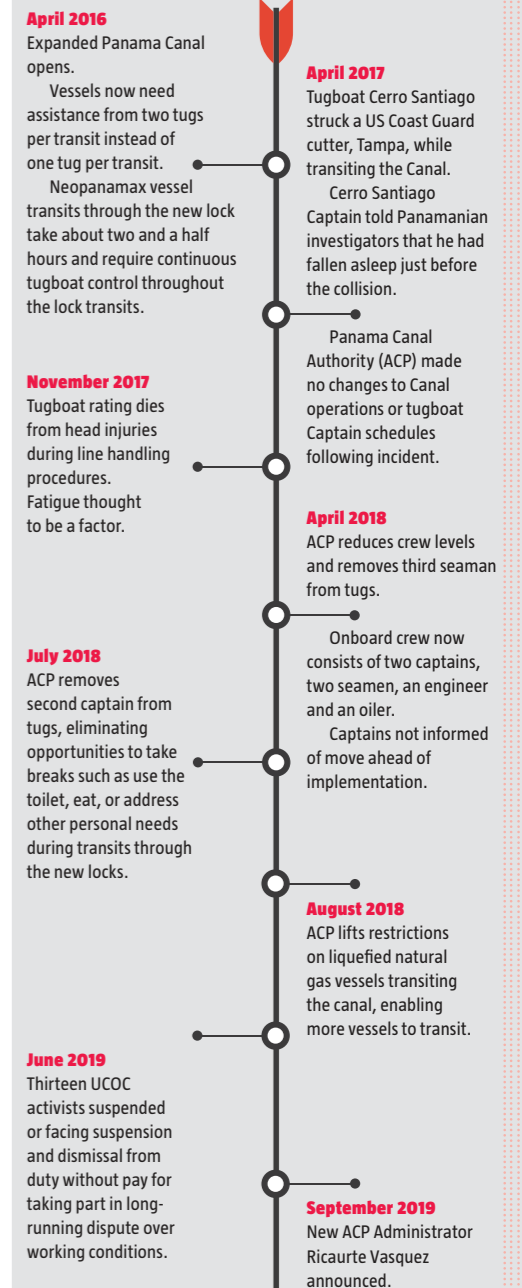 April 2016
Expanded Panama Canal
opens.
Vessels now need
assistance from two tugs
per transit instead of
one tug per transit.
Neopanamax vessel
transits through the new lock
take about two and a half
hours and require continuous
tugboat control throughout
the lock transits.
April 2017
Tugboat Cerro Santiago
struck a US Coast Guard
cutter, Tampa, while
transiting the Canal.
Cerro Santiago
Captain told Panamanian
investigators that he had
fallen asleep just before
the collision.
Panama Canal
Authority (ACP) made
no changes to Canal
operations or tugboat
Captain schedules
following incident.
November 2017
Tugboat rating dies
from head injuries
during line handling
procedures.
Fatigue thought
to be a factor.
April 2018
ACP reduces crew levels
and removes third seaman
from tugs.
Onboard crew now
consists of two captains,
two seamen, an engineer
and an oiler.
Captains not informed
of move ahead of
implementation.
July 2018
ACP removes
second captain from
tugs, eliminating
opportunities to take
breaks such as use the
toilet, eat, or address
other personal needs
during transits through
the new locks.
August 2018
ACP lifts restrictions
on liquefied natural
gas vessels transiting
the canal, enabling
more vessels to transit.
June 2019
Thirteen UCOC
activists suspended
or facing suspension
and dismissal from
duty without pay for
taking part in long-
running dispute over
working conditions.
September 2019
New ACP Administrator
Ricaurte Vasquez
announced.